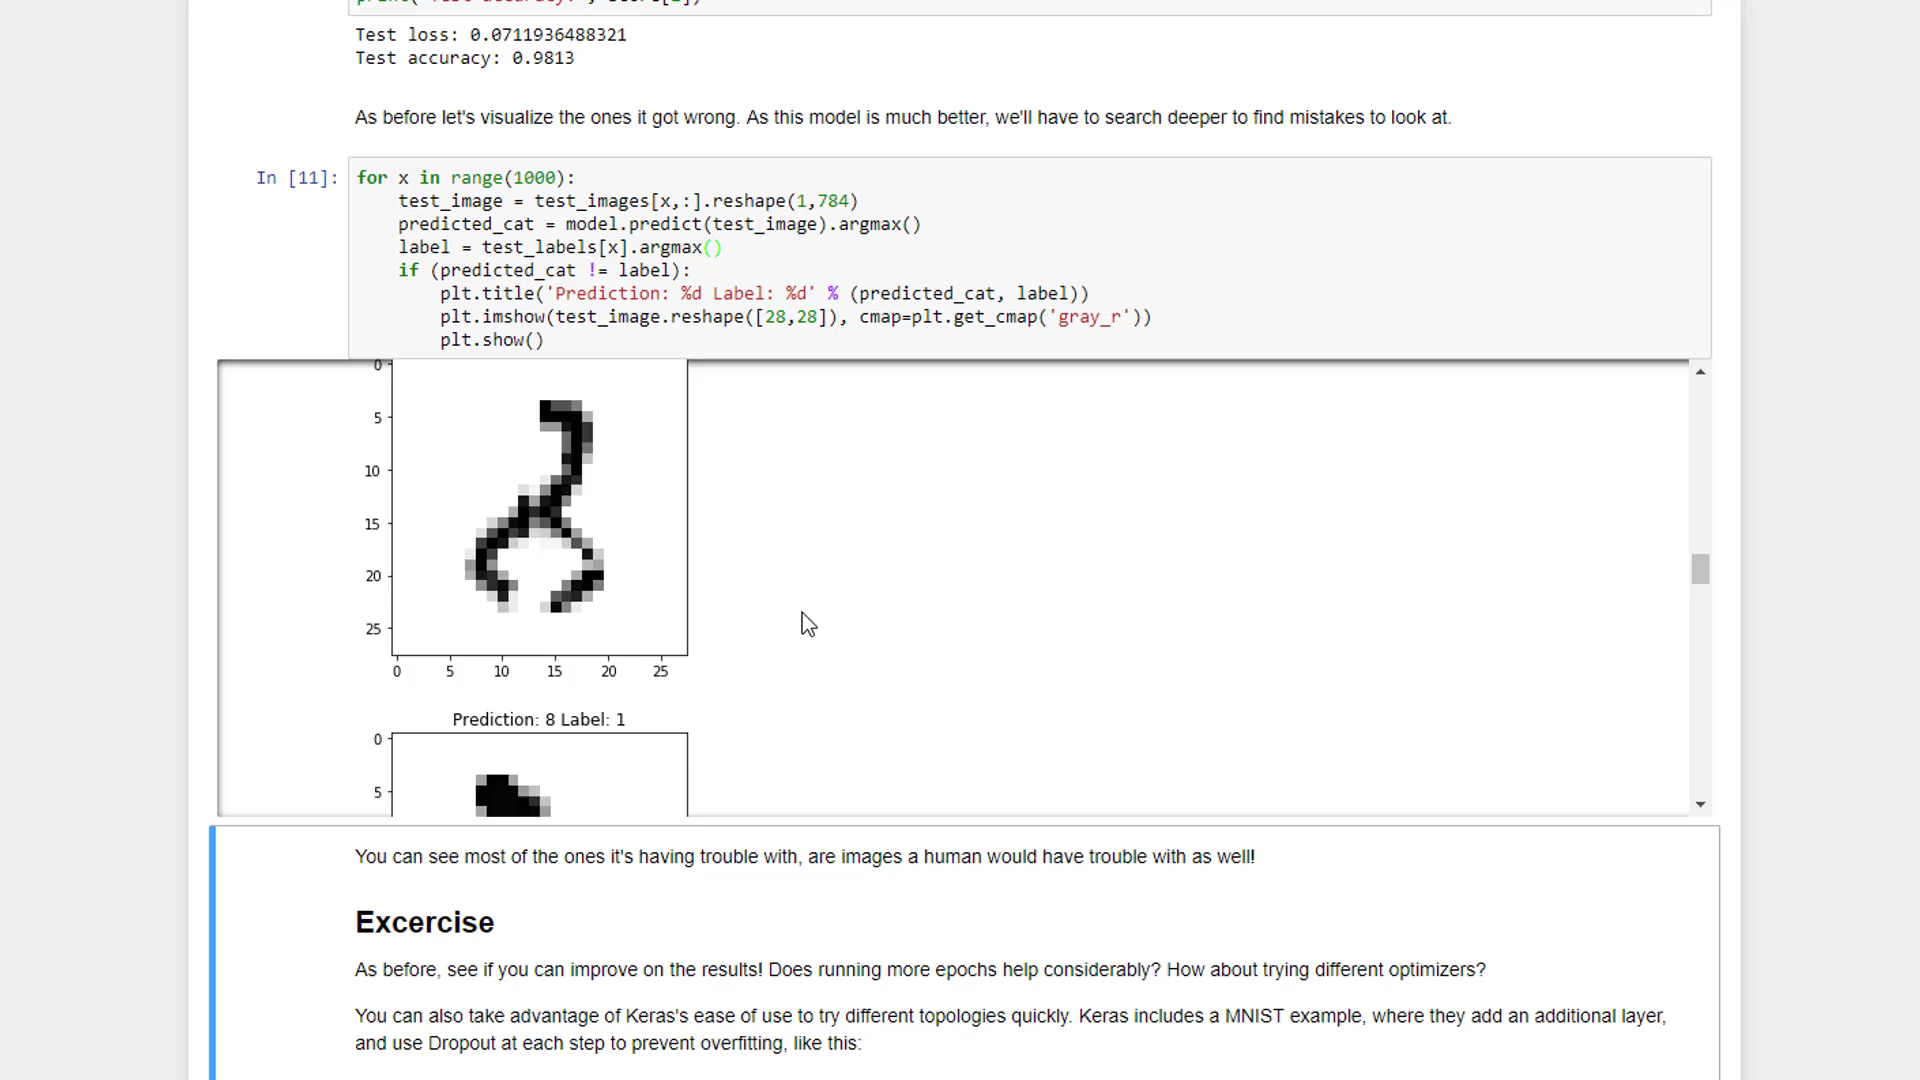 Test loss: 0.0711936488321
Test accuracy: 0.9813
As before let's visualize the ones it got wrong. As this model is much better, we'll have to search deeper to find mistakes to look at.
In [11]:
for x in range(1000):
    test_image = test_images[x,:].reshape(1,784)
    predicted_cat = model.predict(test_image).argmax()
    label = test_labels[x].argmax()
    if (predicted_cat != label):
        plt.title('Prediction: %d Label: %d' % (predicted_cat, label))
        plt.imshow(test_image.reshape([28,28]), cmap=plt.get_cmap('gray_r'))
        plt.show()
0
5
10
15
20
25
0 5 10 15 20 25
Prediction: 8 Label: 1
0
5
You can see most of the ones it's having trouble with, are images a human would have trouble with as well!
Excercise
As before, see if you can improve on the results! Does running more epochs help considerably? How about trying different optimizers?
You can also take advantage of Keras's ease of use to try different topologies quickly. Keras includes a MNIST example, where they add an additional layer,
and use Dropout at each step to prevent overfitting, like this: